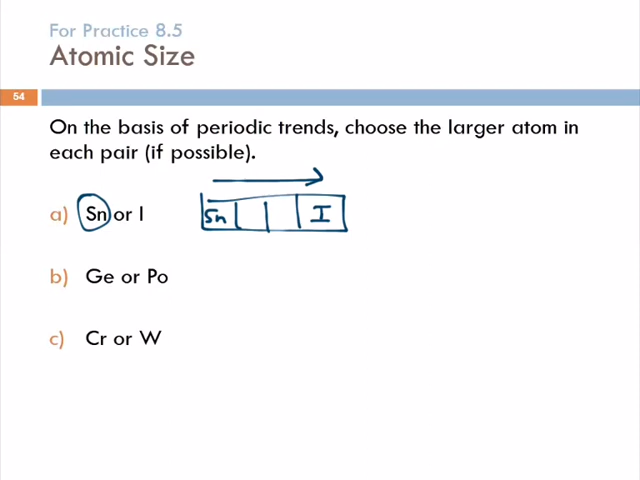 For Practice 8.5
Atomic Size
54
On the basis of periodic trends, choose the larger atom in
each pair (if possible).
a) Sn or I
Sn I
b) Ge or Po
c) Cr or W